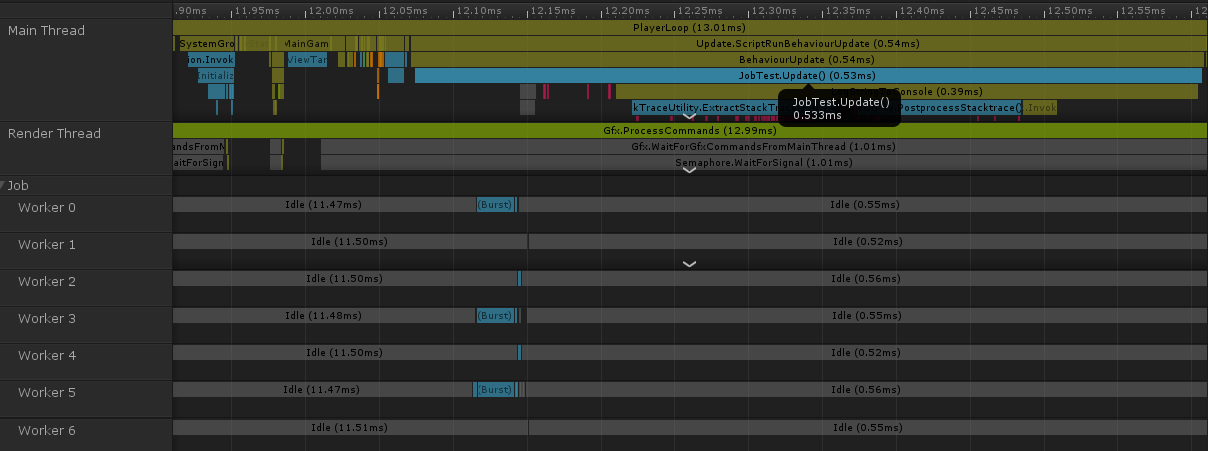 .90ms 11.95ms 12.00ms 12.05ms 12.10ms 12.15ms 12.20ms 12.25ms 12.30ms 12.35ms 12.40ms 12.45ms 12.50ms 12.55ms 12
Main Thread PlayerLoop (13.01ms)
SystemGro MainGam Update.ScriptRunBehaviourUpdate (0.54ms)
ion.Invok ViewTar BehaviourUpdate (0.54ms)
Initializ JobTest.Update() (0.53ms)
Console (0.39ms)
kTraceUtility.ExtractStackTr PostprocessStacktrace() .Invok
JobTest.Update()
0.533ms
Render Thread Gfx.ProcessCommands (12.99ms)
andsFromM Gfx.WaitForGfxCommandsFromMainThread (1.01ms)
aitForSign Semaphore.WaitForSignal (1.01ms)
Job
Worker 0 Idle (11.47ms) (Burst) Idle (0.55ms)
Worker 1 Idle (11.50ms) Idle (0.52ms)
Worker 2 Idle (11.50ms) Idle (0.56ms)
Worker 3 Idle (11.48ms) (Burst) Idle (0.55ms)
Worker 4 Idle (11.50ms) Idle (0.52ms)
Worker 5 Idle (11.47ms) (Burst) Idle (0.56ms)
Worker 6 Idle (11.51ms) Idle (0.55ms)